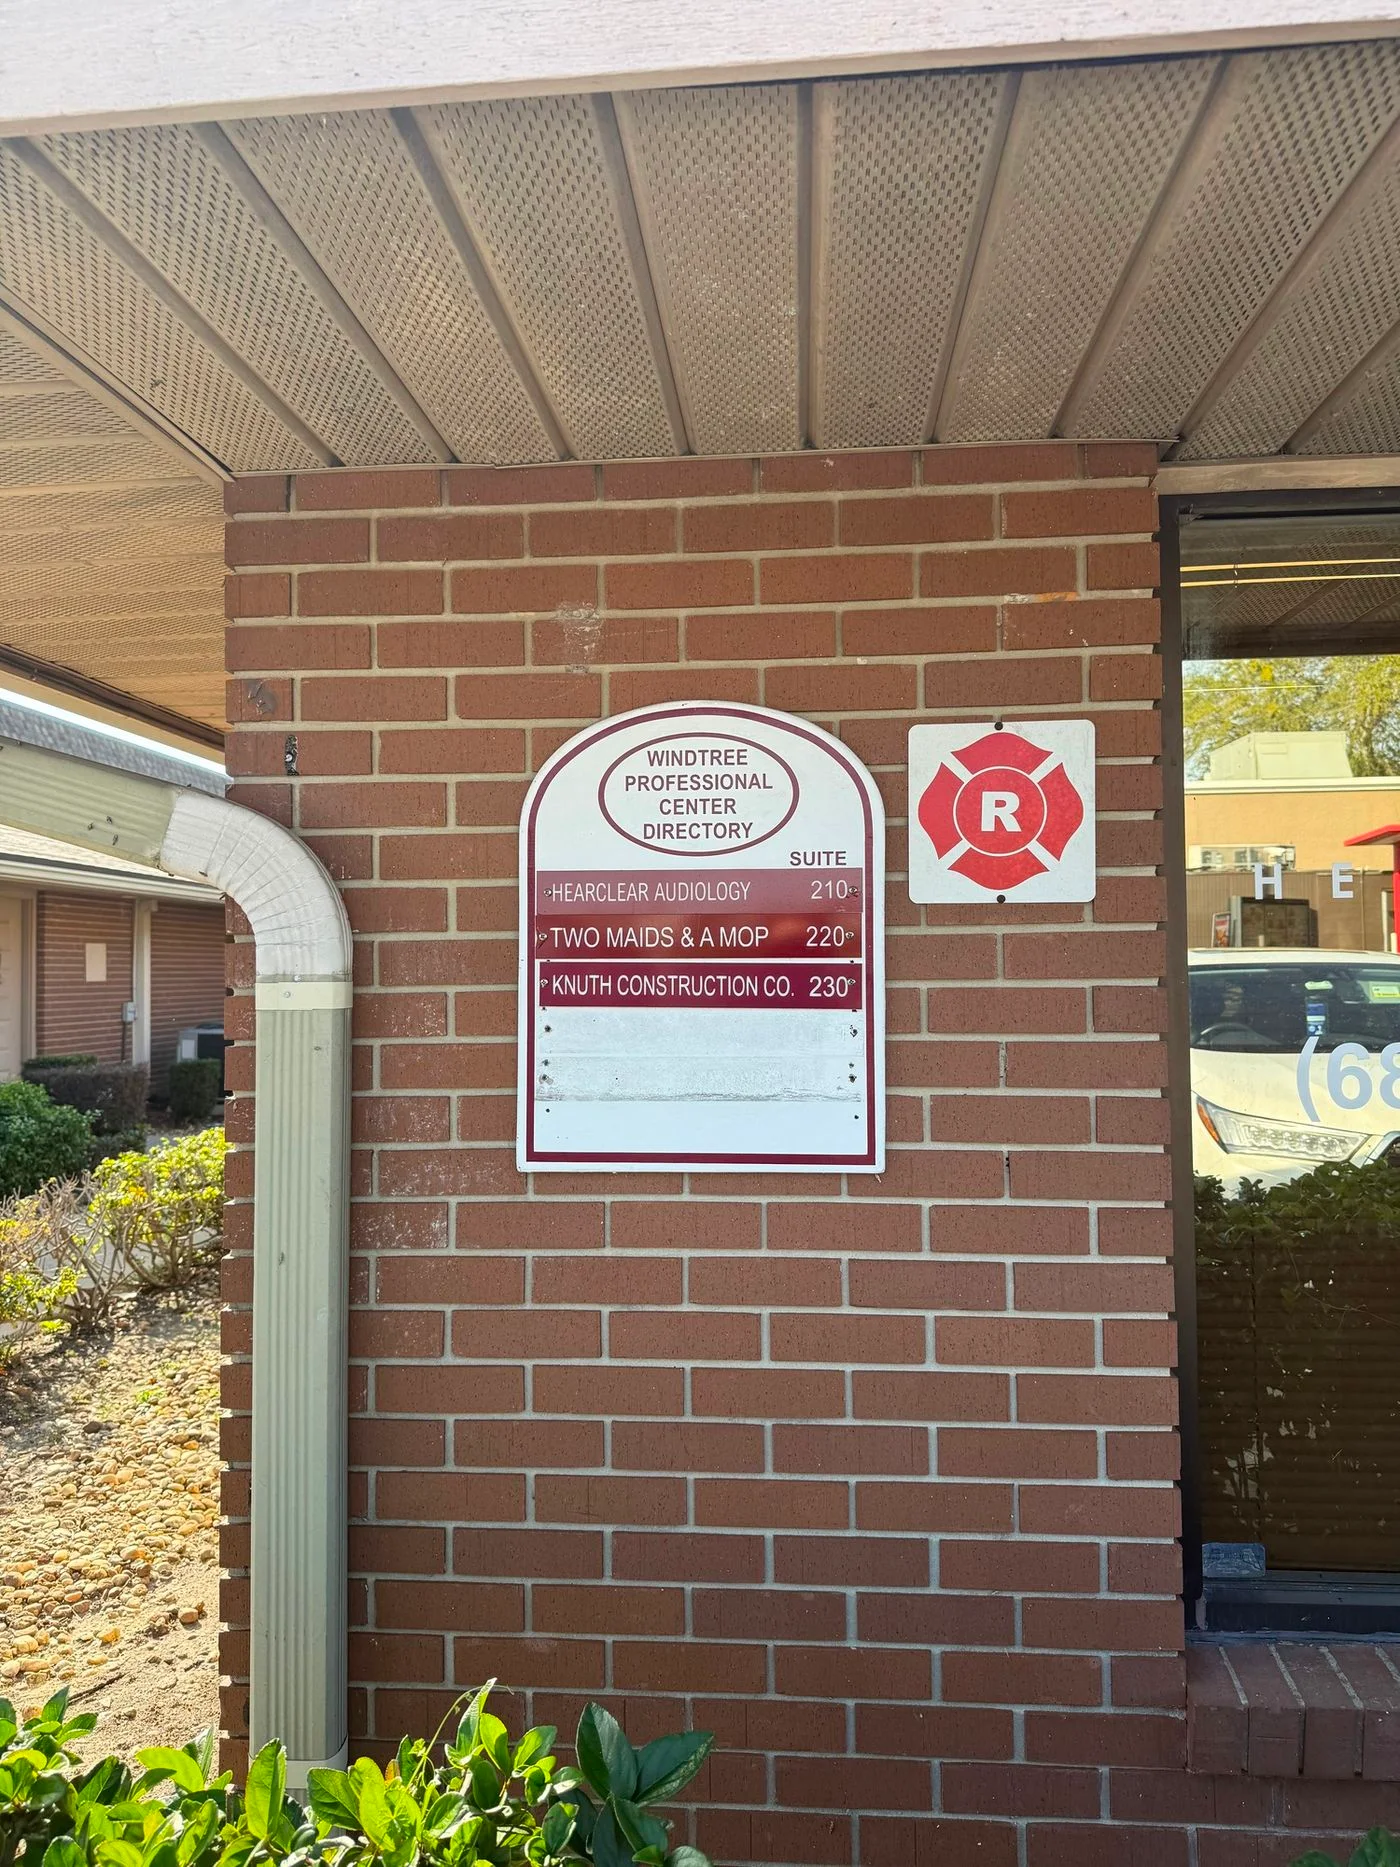 WINDTREE
PROFESSIONAL
CENTER
DIRECTORY
SUITE
HEARCLEAR AUDIOLOGY 210
TWO MAIDS & A MOP 220
KNUTH CONSTRUCTION CO. 230
R
H E
(68